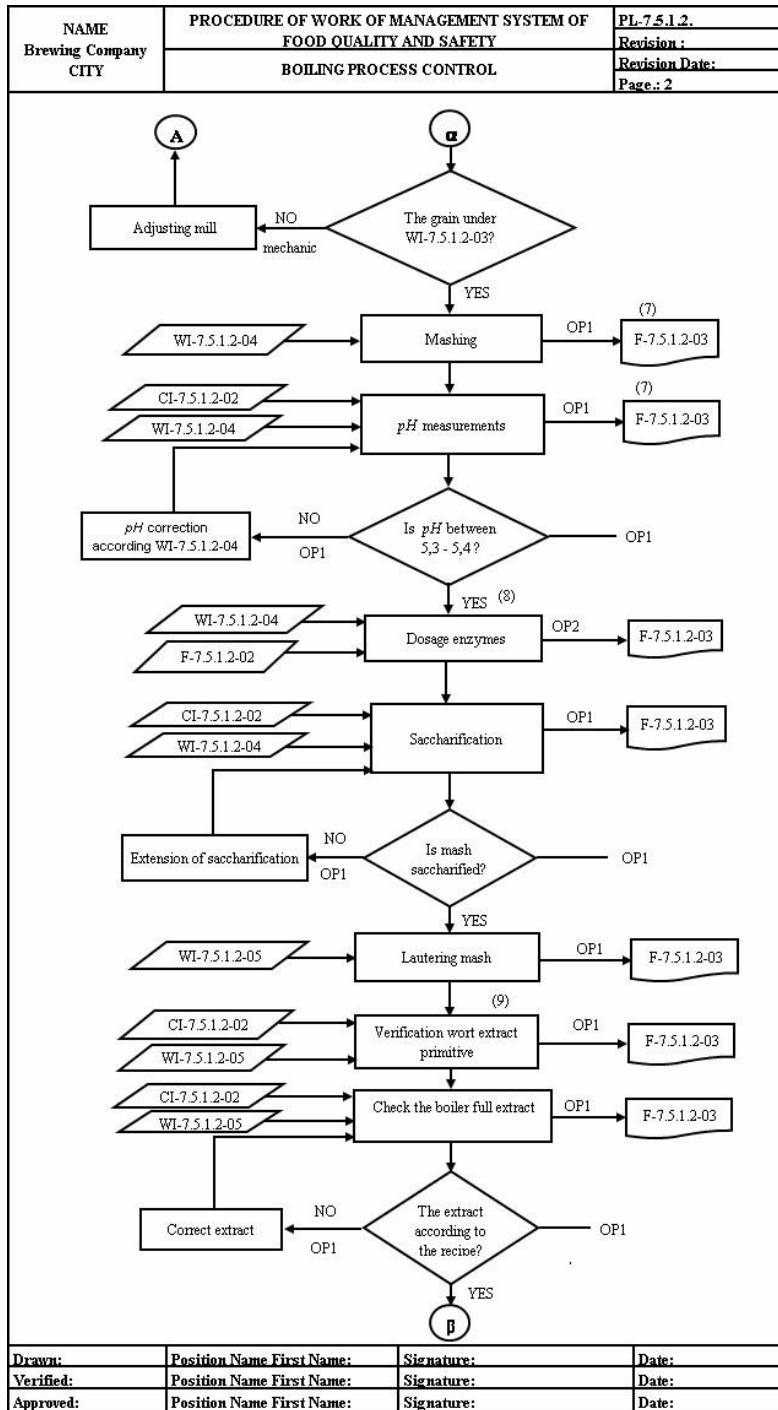 NAME
Brewing Company
CITY
PROCEDURE OF WORK OF MANAGEMENT SYSTEM OF
FOOD QUALITY AND SAFETY
BOILING PROCESS CONTROL
PL-7.5.1.2.
Revision :
Revision Date:
Page.: 2
A
α
Adjusting mill
NO
mechanic
The grain under
WI-7.5.1.2-03?
YES
(7)
WI-7.5.1.2-04
Mashing
OP1
F-7.5.1.2-03
(7)
CI-7.5.1.2-02
WI-7.5.1.2-04
pH measurements
OP1
F-7.5.1.2-03
pH correction
according WI-7.5.1.2-04
NO
OP1
Is pH between
5,3 - 5,4 ?
OP1
YES
(8)
WI-7.5.1.2-04
F-7.5.1.2-02
Dosage enzymes
OP2
F-7.5.1.2-03
CI-7.5.1.2-02
WI-7.5.1.2-04
Saccharification
OP1
F-7.5.1.2-03
Extension of saccharification
NO
OP1
Is mash
saccharified?
OP1
YES
WI-7.5.1.2-05
Lautering mash
OP1
F-7.5.1.2-03
(9)
CI-7.5.1.2-02
WI-7.5.1.2-05
Verification wort extract
primitive
OP1
F-7.5.1.2-03
CI-7.5.1.2-02
WI-7.5.1.2-05
Check the boiler full extract
OP1
F-7.5.1.2-03
Correct extract
NO
OP1
The extract
according to
the recipe?
OP1
YES
β
Drawn: Position Name First Name: Signature: Date:
Verified: Position Name First Name: Signature: Date:
Approved: Position Name First Name: Signature: Date: